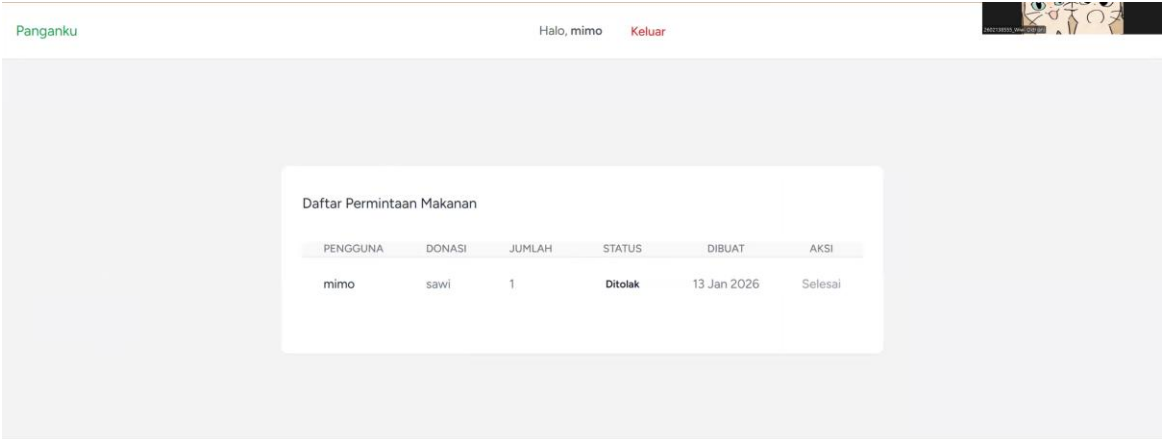 Panganku
Halo, mimo
Keluar
Daftar Permintaan Makanan
PENGGUNA DONASI JUMLAH STATUS DIBUAT AKSI
mimo sawi 1 Ditolak 13 Jan 2026 Selesai